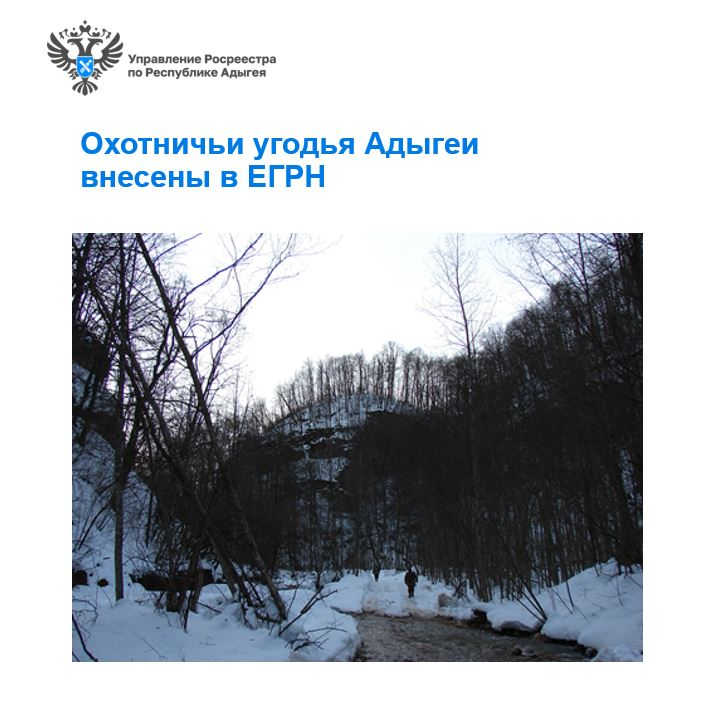 Управление Росреестра
по Республике Адыгея
Охотничьи угодья Адыгеи
внесены в ЕГРН